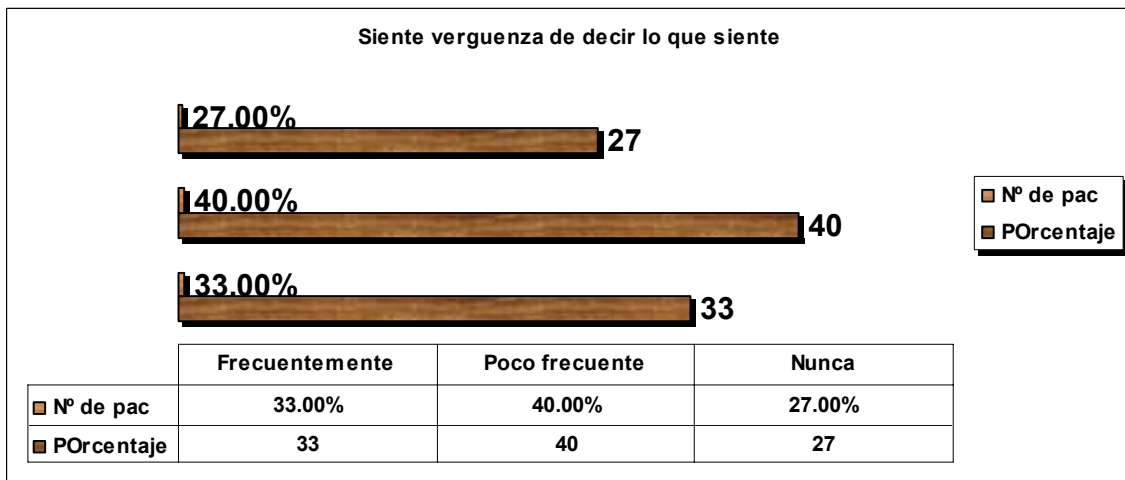 Siente verguenza de decir lo que siente
27.00%
27
40.00%
40
33.00%
33
Nº de pac
POrcentaje
Frecuentemente Poco frecuente Nunca
Nº de pac 33.00% 40.00% 27.00%
POrcentaje 33 40 27